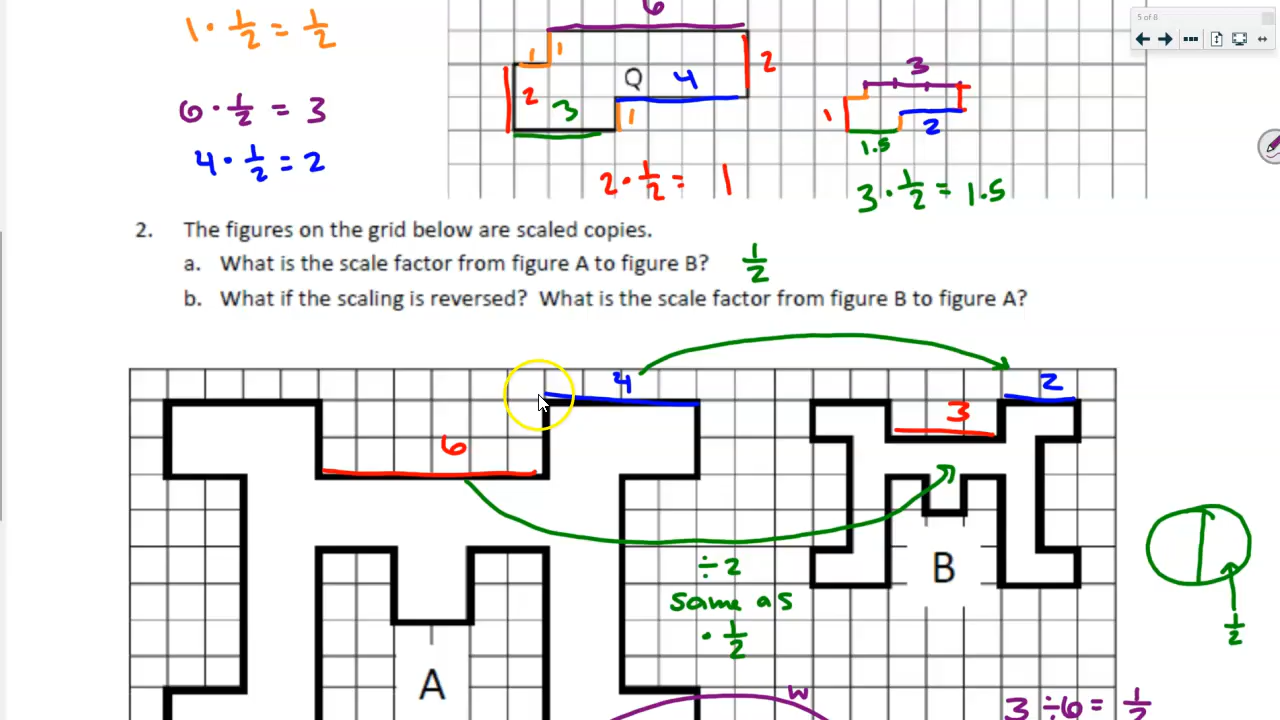 1 · 1/2 = 1/2
6 · 1/2 = 3
4 · 1/2 = 2
6
1
1
2
2
Q
4
3
1
2 · 1/2 = 1
3
1
2
1.5
3 · 1/2 = 1.5
5 of 8
2. The figures on the grid below are scaled copies.
a. What is the scale factor from figure A to figure B? 1/2
b. What if the scaling is reversed? What is the scale factor from figure B to figure A?
4
2
6
3
÷2
same as
· 1/2
A
B
1/2
w
3 ÷ 6 = 1/2